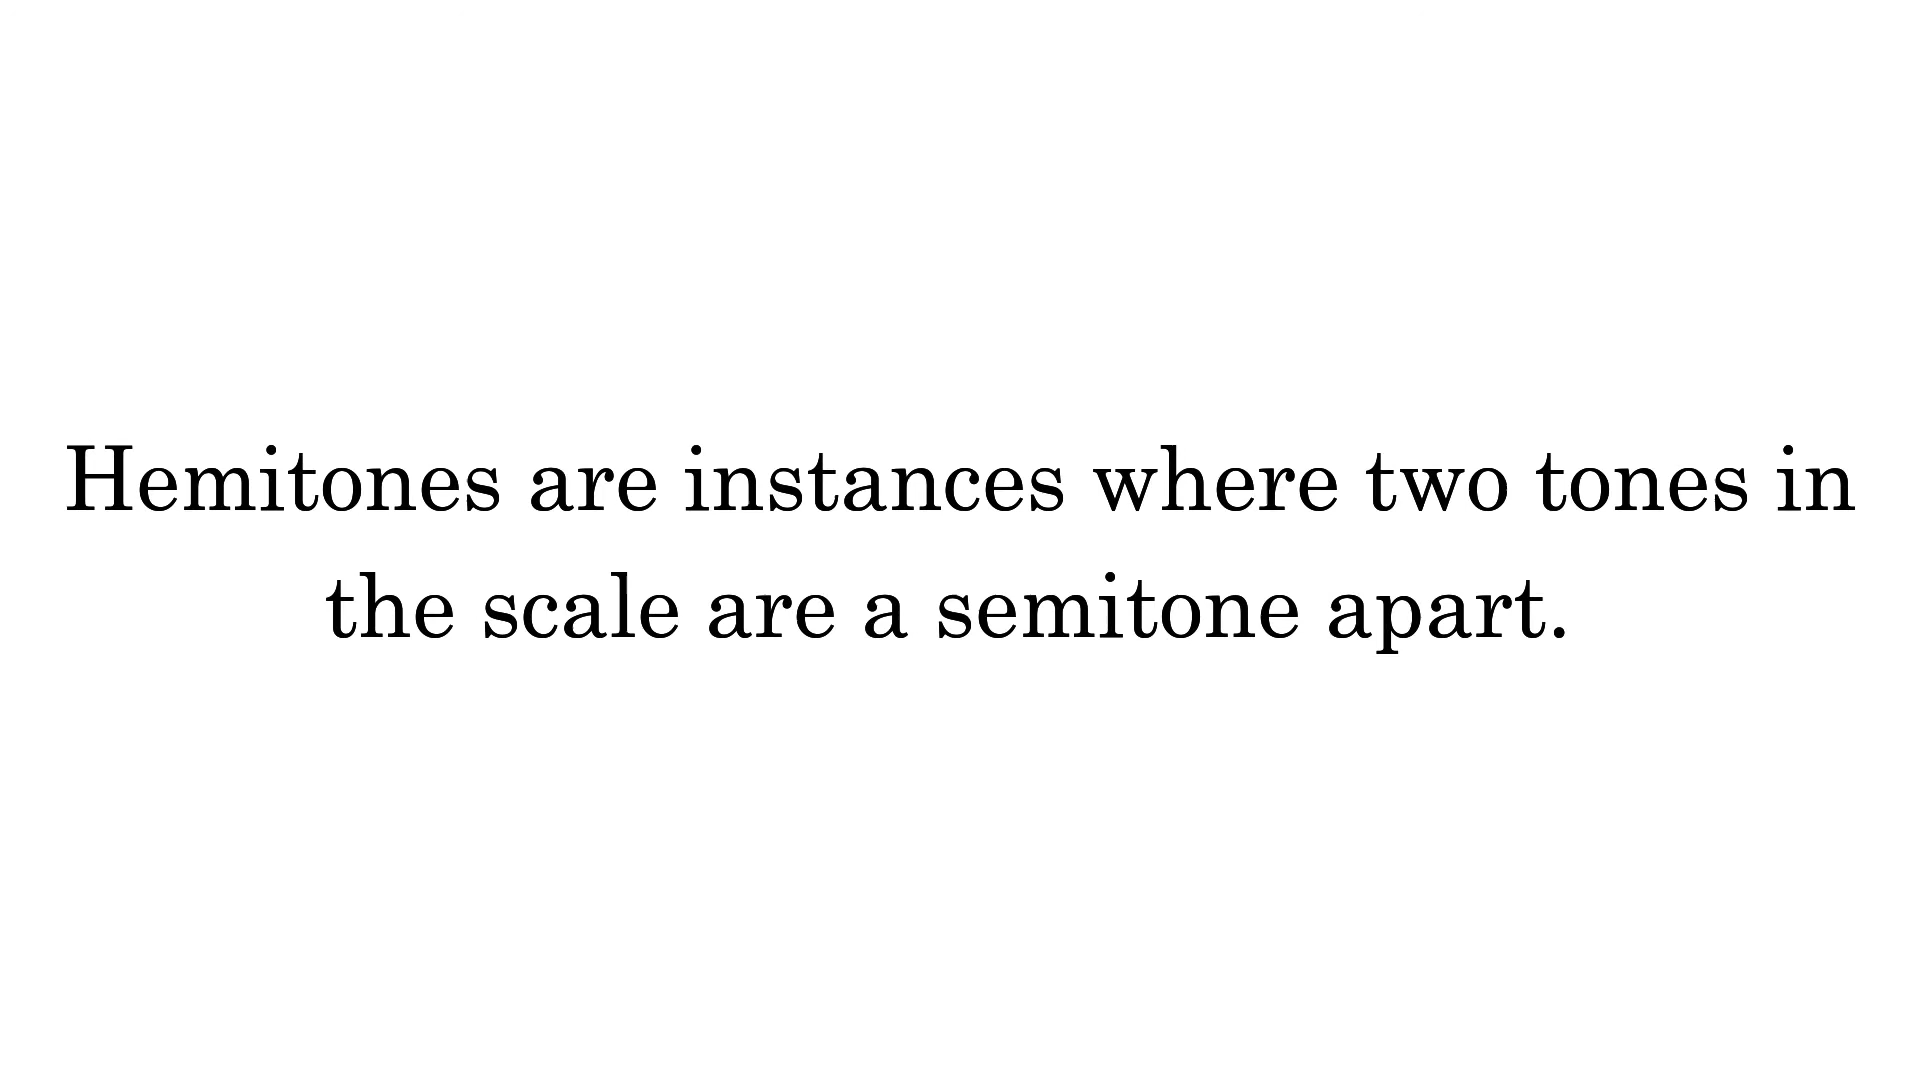 Hemitones are instances where two tones in
the scale are a semitone apart.